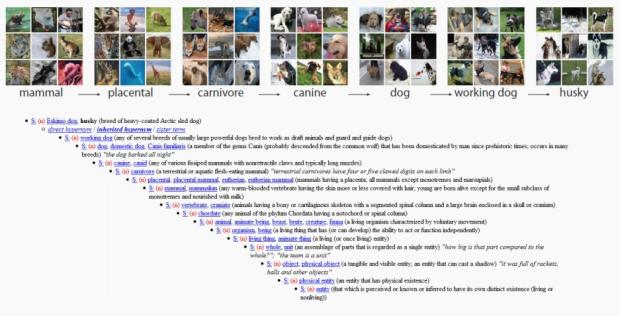 mammal placental carnivore canine dog working dog husky
S: (n) Eskimo dog, husky (breed of heavy-coated Arctic sled dog)
direct hypernym / inherited hypernym / sister term
S: (n) working dog (any of several breeds of usually large powerful dogs bred to work as draft animals and guard and guide dogs)
S: (n) dog, domestic dog, Canis familiaris (a member of the genus Canis (probably descended from the common wolf) that has been domesticated by man since prehistoric times; occurs in many
breeds) "the dog barked all night"
S: (n) canine, canid (any of various fissiped mammals with nonretractile claws and typically long muzzles)
S: (n) carnivore (a terrestrial or aquatic flesh-eating mammal) "terrestrial carnivores have four or five clawed digits on each limb"
S: (n) placental, placental mammal, eutherian, eutherian mammal (mammals having a placenta; all mammals except monotremes and marsupials)
S: (n) mammal, mammalian (any warm-blooded vertebrate having the skin more or less covered with hair; young are born alive except for the small subclass of
monotremes and nourished with milk)
S: (n) vertebrate, craniate (animals having a bony or cartilaginous skeleton with a segmented spinal column and a large brain enclosed in a skull or cranium)
S: (n) chordate (any animal of the phylum Chordata having a notochord or spinal column)
S: (n) animal, animate being, beast, brute, creature, fauna (a living organism characterized by voluntary movement)
S: (n) organism, being (a living thing that has (or can develop) the ability to act or function independently)
S: (n) living thing, animate thing (a living (or once living) entity)
S: (n) whole, unit (an assemblage of parts that is regarded as a single entity) "how big is that part compared to the
whole?"; "the team is a unit"
S: (n) object, physical object (a tangible and visible entity; an entity that can cast a shadow) "it was full of rackets,
balls and other objects"
S: (n) physical entity (an entity that has physical existence)
S: (n) entity (that which is perceived or known or inferred to have its own distinct existence (living or
nonliving))